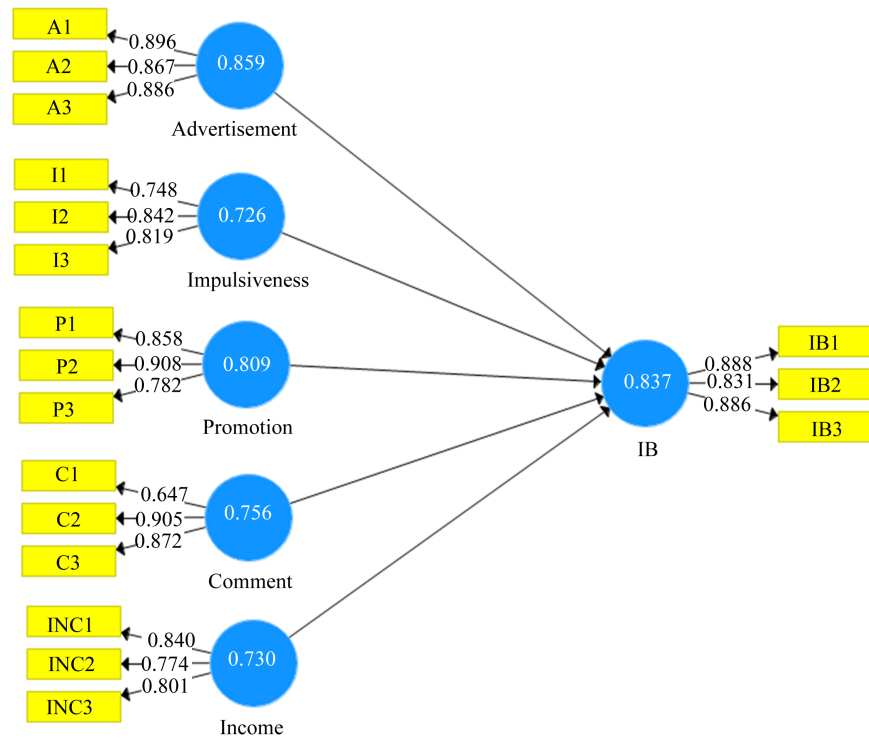 A1
0.896
A2
0.867
0.859
A3
0.886
Advertisement
I1
0.748
I2
0.842
0.726
I3
0.819
Impulsiveness
P1
0.858
P2
0.908
0.809
P3
0.782
Promotion
0.837
IB
0.888
IB1
0.831
IB2
0.886
IB3
C1
0.647
C2
0.905
0.756
C3
0.872
Comment
INC1
0.840
INC2
0.774
0.730
INC3
0.801
Income